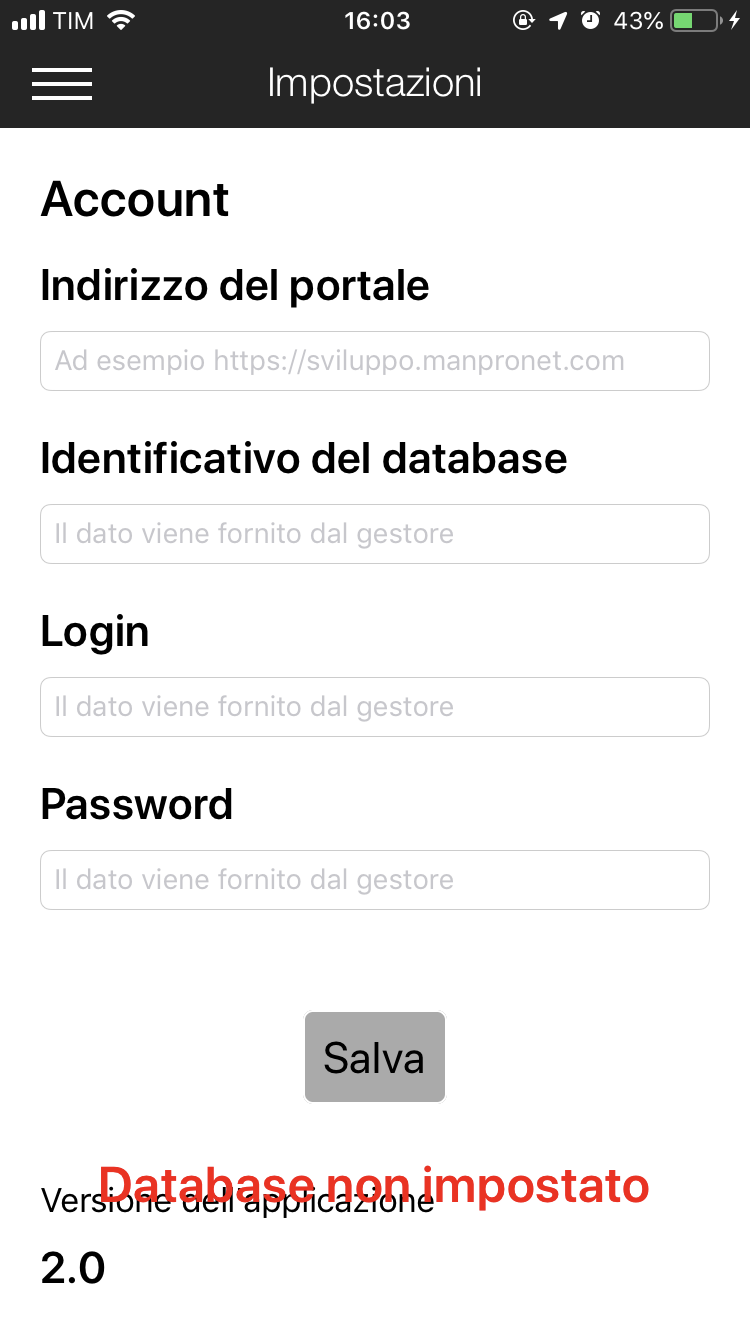 TIM 16:03 43%
Impostazioni
Account
Indirizzo del portale
Ad esempio https://sviluppo.manpronet.com
Identificativo del database
Il dato viene fornito dal gestore
Login
Il dato viene fornito dal gestore
Password
Il dato viene fornito dal gestore
Salva
Database non impostato
Versione dell'applicazione
2.0